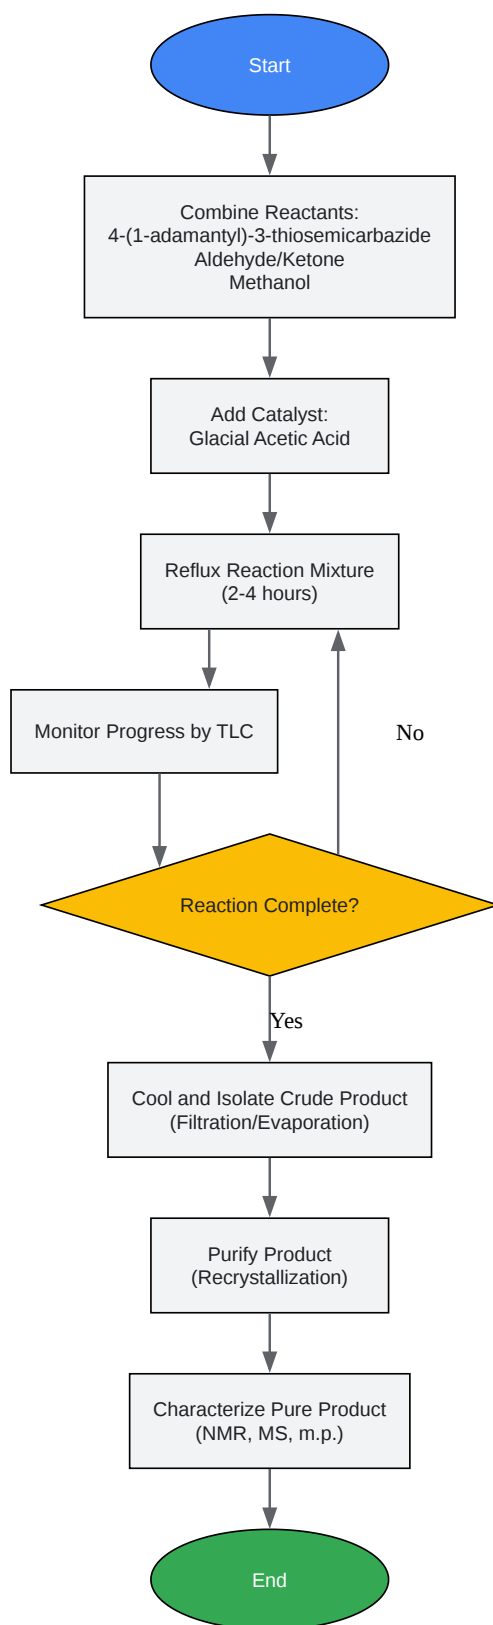 Start
Combine Reactants:
4-(1-adamantyl)-3-thiosemicarbazide
Aldehyde/Ketone
Methanol
Add Catalyst:
Glacial Acetic Acid
Reflux Reaction Mixture
(2-4 hours)
Monitor Progress by TLC
No
Reaction Complete?
Yes
Cool and Isolate Crude Product
(Filtration/Evaporation)
Purify Product
(Recrystallization)
Characterize Pure Product
(NMR, MS, m.p.)
End